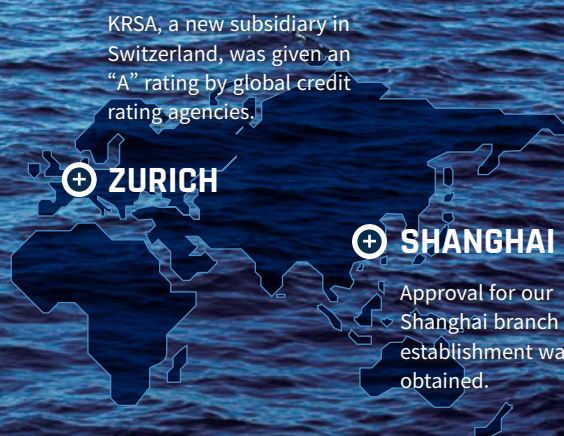 KRSA, a new subsidiary in
Switzerland, was given an
“A” rating by global credit
rating agencies.
ZURICH
SHANGHAI
Approval for our
Shanghai branch
establishment wa
obtained.